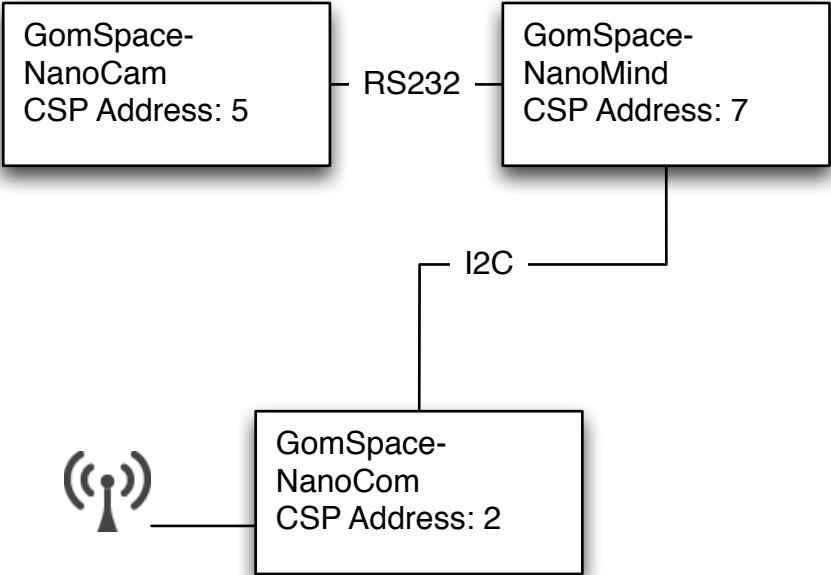 GomSpace-
NanoCam
CSP Address: 5
RS232
GomSpace-
NanoMind
CSP Address: 7
I2C
GomSpace-
NanoCom
CSP Address: 2